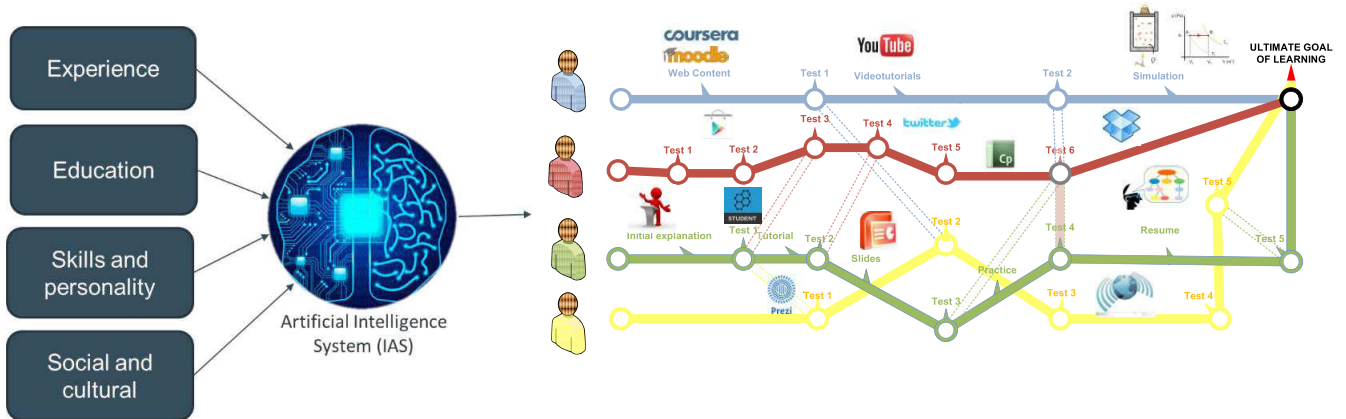 Experience
Education
Skills and
personality
Social and
cultural
Artificial Intelligence
System (IAS)
coursera
moodle
Web Content
Test 1
YouTube
Videotutorials
Test 2
Simulation
ULTIMATE GOAL
OF LEARNING
Test 1
Test 2
Test 3
Test 4
twitter
Test 5
Cp
Test 6
Initial explanation
STUDENT
Test 1
Tutorial
Test 2
Slides
Practice
Test 3
Test 4
Resume
Test 5
Prezi
Test 1
Test 2
Test 3
Test 4
Test 5